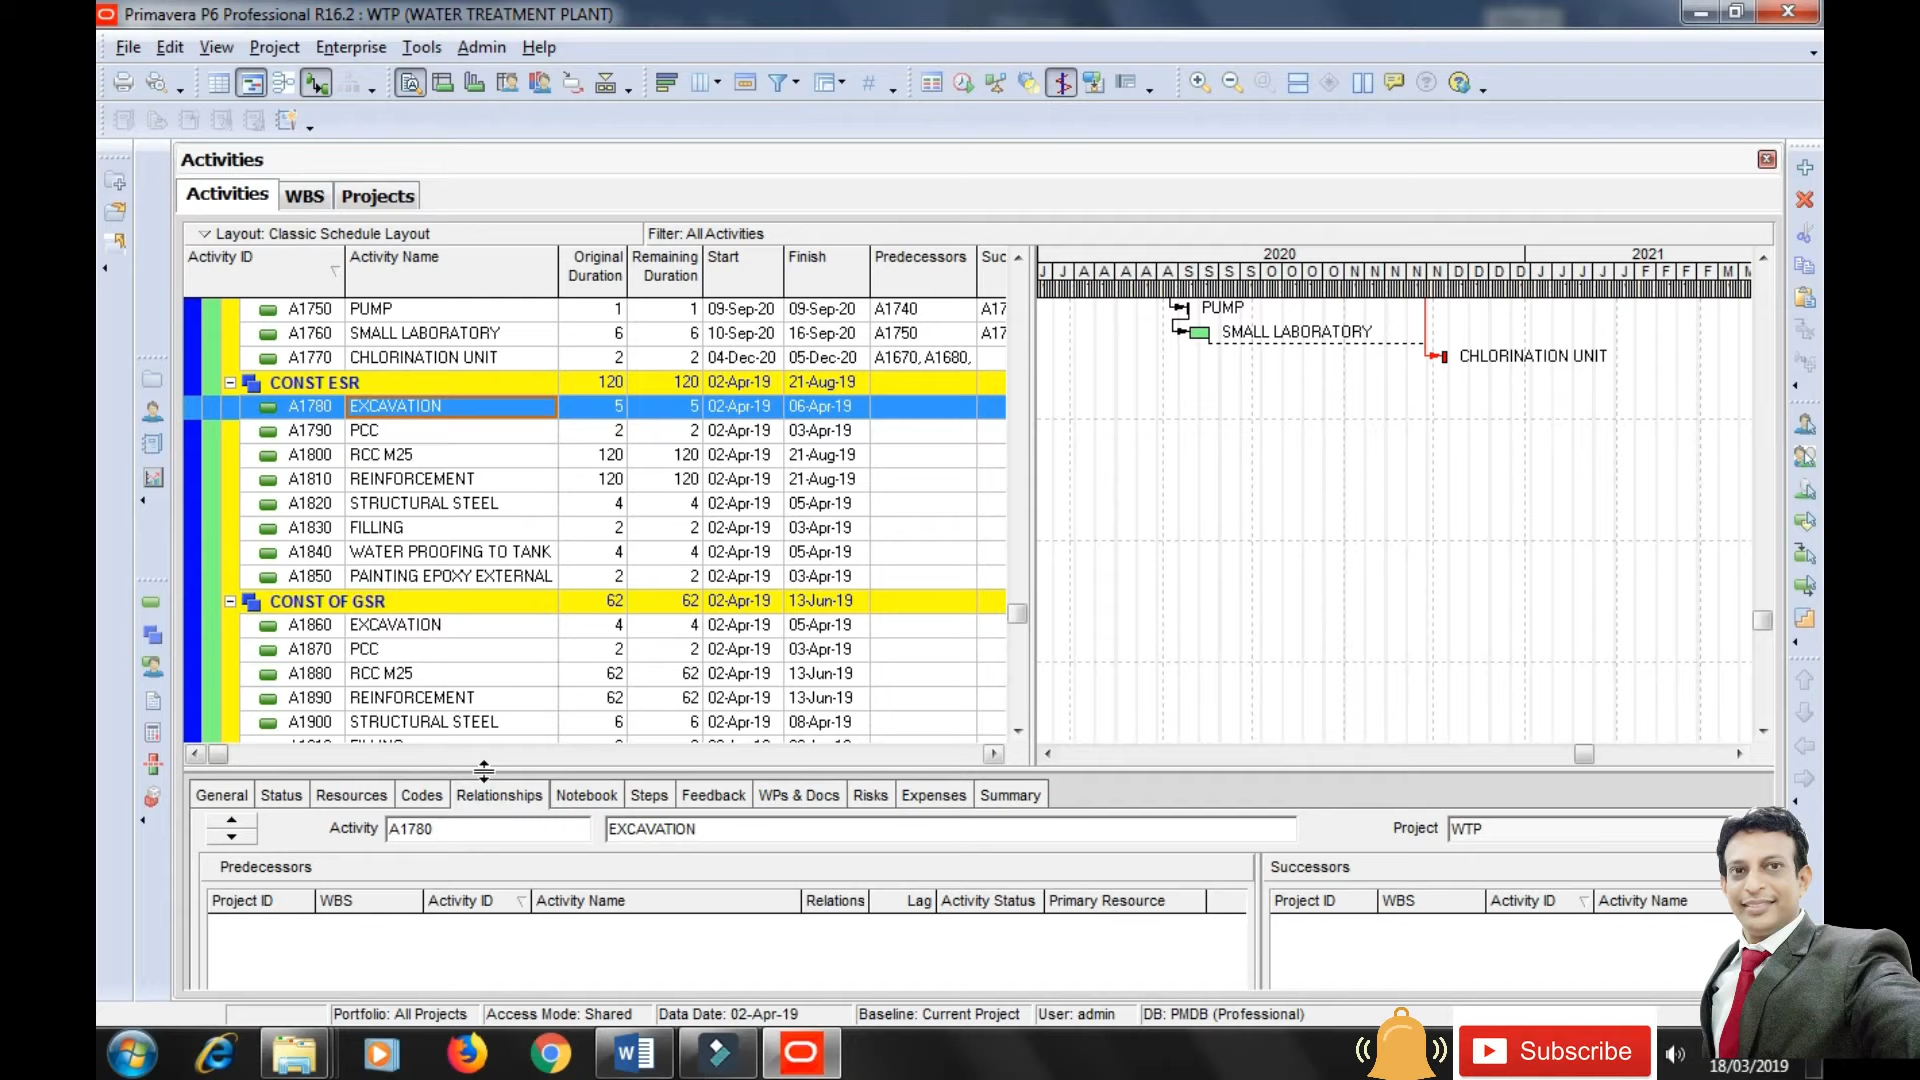 Primavera P6 Professional R16.2 : WTP (WATER TREATMENT PLANT)
File Edit View Project Enterprise Tools Admin Help
Activities
Activities WBS Projects
Layout: Classic Schedule Layout Filter: All Activities
Activity ID Activity Name Original Duration Remaining Duration Start Finish Predecessors Suc
2020 2021
J J A A A A A S S S S O O O O N N N N N D D D D D J J J J F F F F M M
A1750 PUMP 1 1 09-Sep-20 09-Sep-20 A1740 A17 PUMP
A1760 SMALL LABORATORY 6 6 10-Sep-20 16-Sep-20 A1750 A17 SMALL LABORATORY
A1770 CHLORINATION UNIT 2 2 04-Dec-20 05-Dec-20 A1670, A1680, CHLORINATION UNIT
CONST ESR 120 120 02-Apr-19 21-Aug-19
A1780 EXCAVATION 5 5 02-Apr-19 06-Apr-19
A1790 PCC 2 2 02-Apr-19 03-Apr-19
A1800 RCC M25 120 120 02-Apr-19 21-Aug-19
A1810 REINFORCEMENT 120 120 02-Apr-19 21-Aug-19
A1820 STRUCTURAL STEEL 4 4 02-Apr-19 05-Apr-19
A1830 FILLING 2 2 02-Apr-19 03-Apr-19
A1840 WATER PROOFING TO TANK 4 4 02-Apr-19 05-Apr-19
A1850 PAINTING EPOXY EXTERNAL 2 2 02-Apr-19 03-Apr-19
CONST OF GSR 62 62 02-Apr-19 13-Jun-19
A1860 EXCAVATION 4 4 02-Apr-19 05-Apr-19
A1870 PCC 2 2 02-Apr-19 03-Apr-19
A1880 RCC M25 62 62 02-Apr-19 13-Jun-19
A1890 REINFORCEMENT 62 62 02-Apr-19 13-Jun-19
A1900 STRUCTURAL STEEL 6 6 02-Apr-19 08-Apr-19
General Status Resources Codes Relationships Notebook Steps Feedback WPs & Docs Risks Expenses Summary
Activity A1780 EXCAVATION Project WTP
Predecessors Successors
Project ID WBS Activity ID Activity Name Relations Lag Activity Status Primary Resource Project ID WBS Activity ID Activity Name
Portfolio: All Projects Access Mode: Shared Data Date: 02-Apr-19 Baseline: Current Project User: admin DB: PMDB (Professional)
Subscribe
18/03/2019